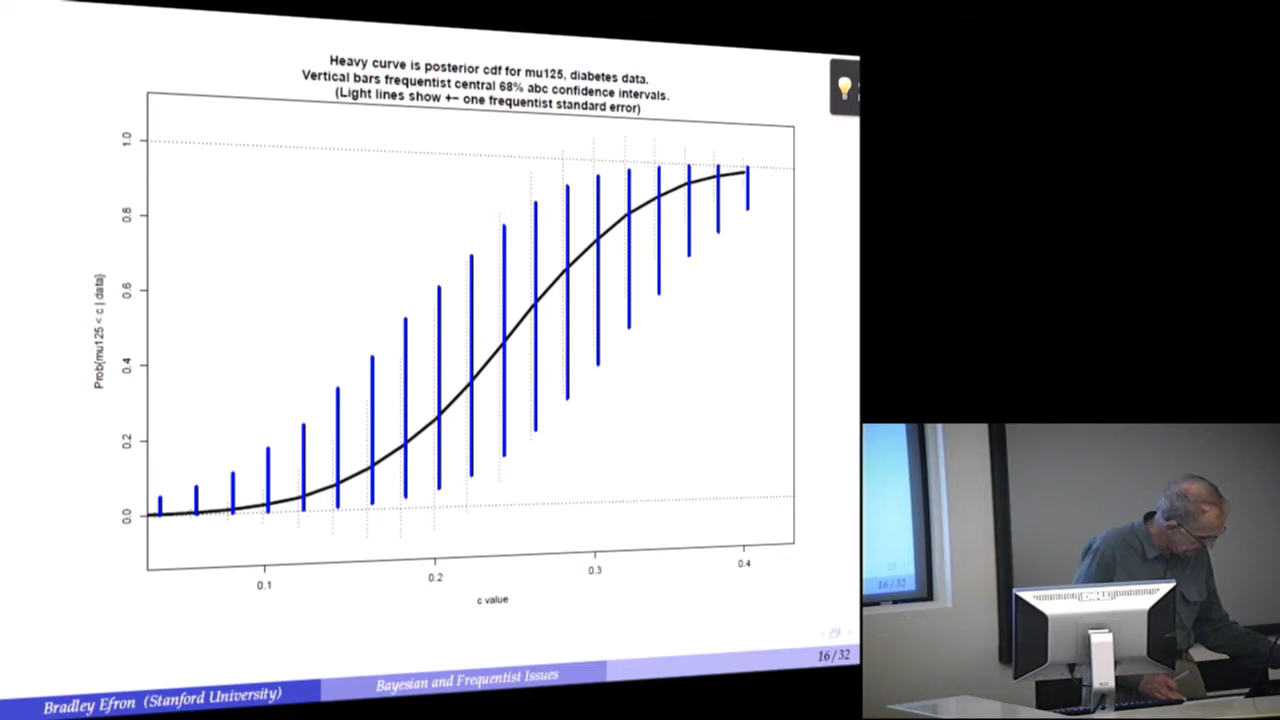 Heavy curve is posterior cdf for mu125, diabetes data.
Vertical bars frequentist central 68% abc confidence intervals.
(Light lines show +− one frequentist standard error)
1.0
0.8
0.6
0.4
0.2
0.0
Prob{mu125 < c | data}
0.1
0.2
0.3
0.4
c value
16/32
Bradley Efron (Stanford University)
Bayesian and Frequentist Issues
16/32